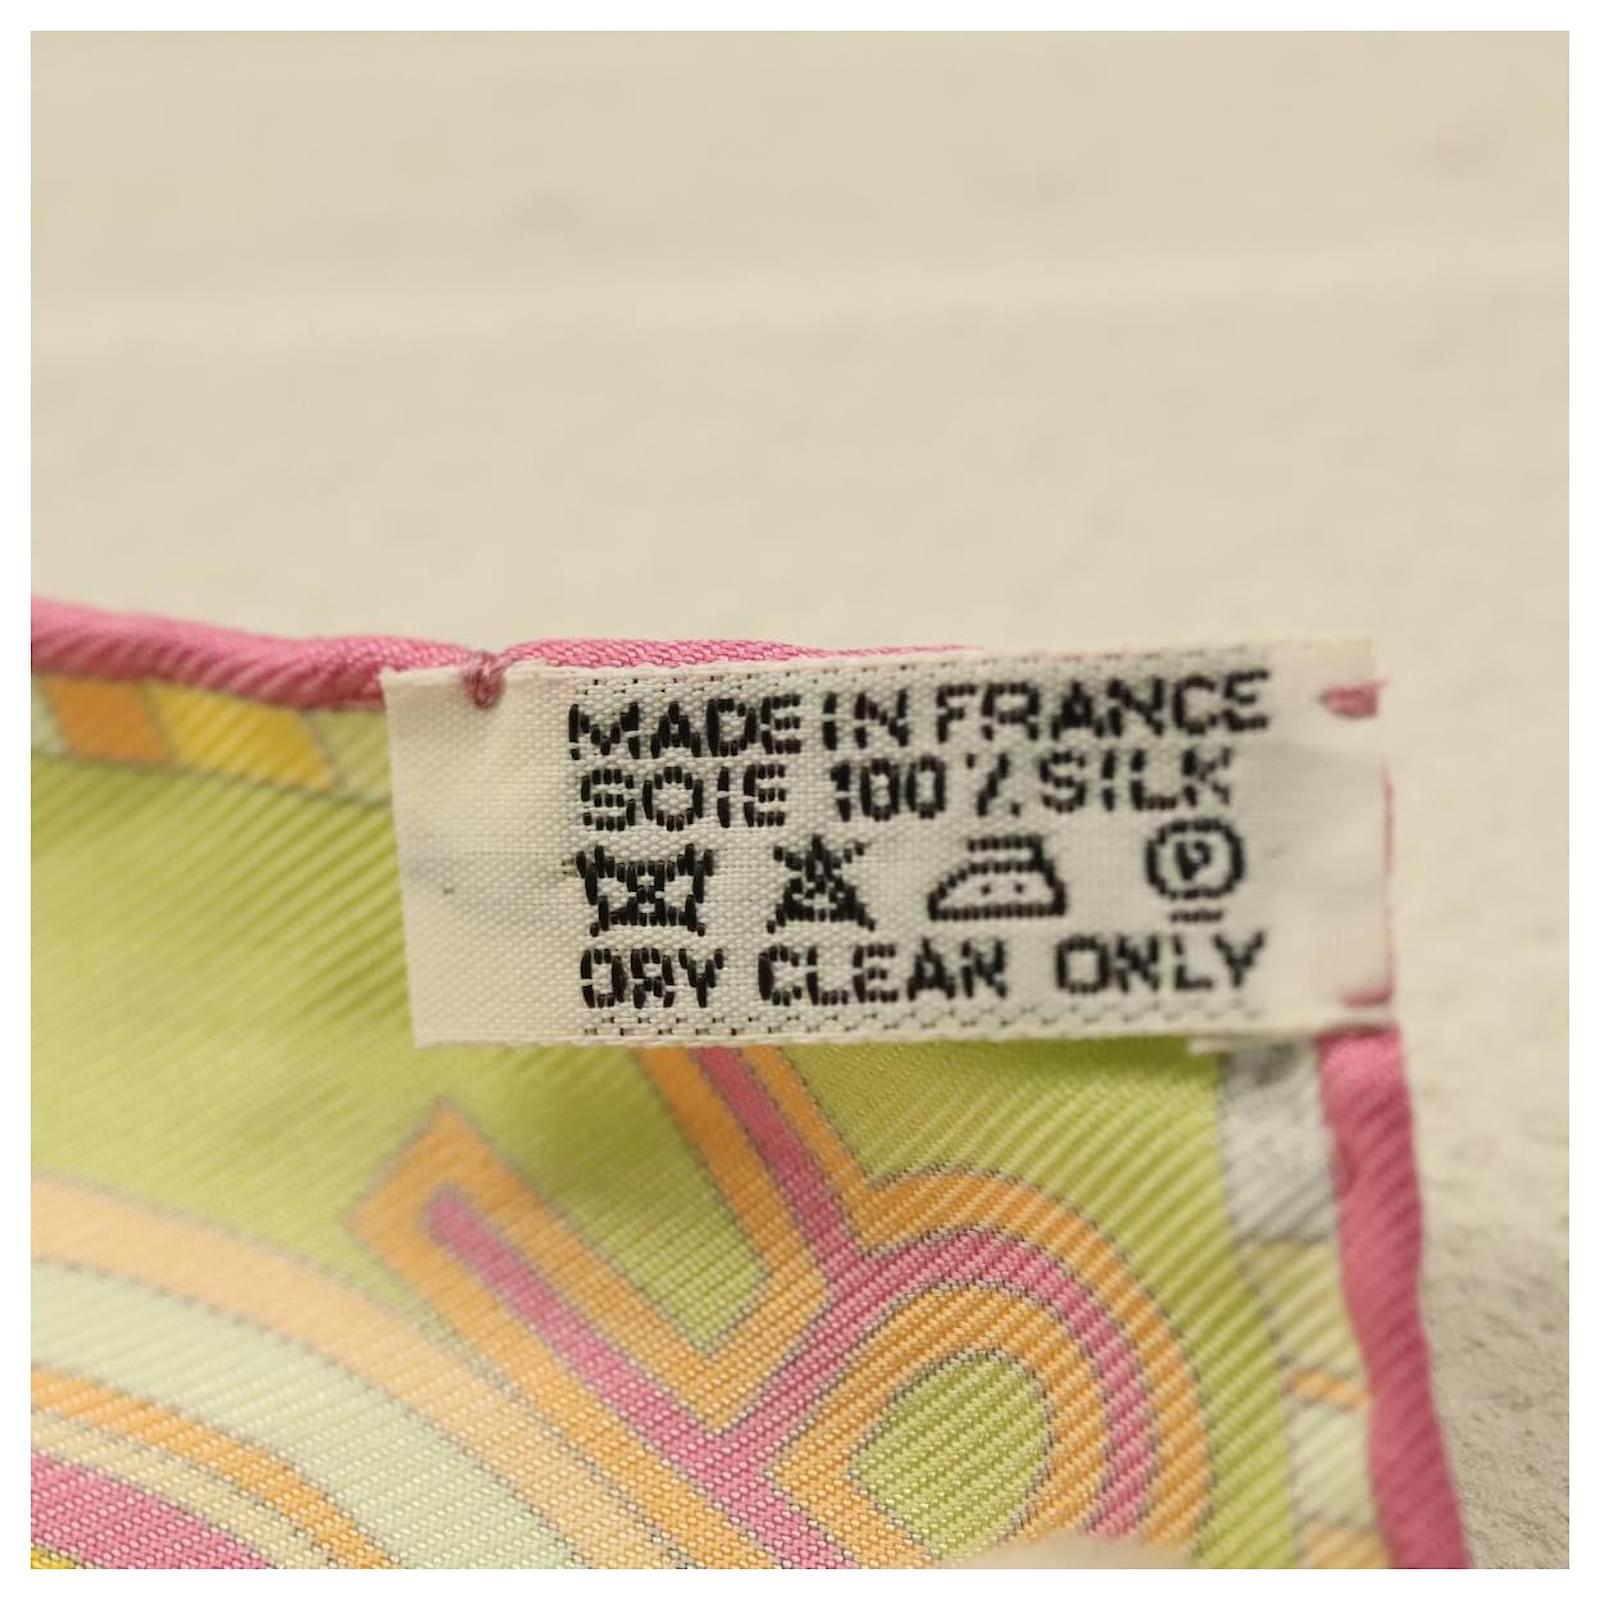 MADE IN FRANCE
SOIE 100% SILK
P
DRY CLEAN ONLY